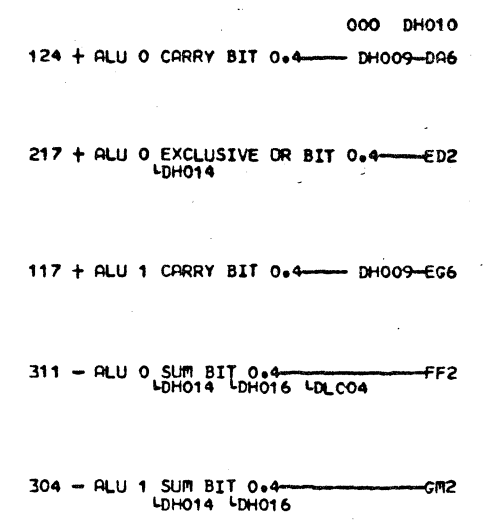 000 DH010
124 + ALU 0 CARRY BIT 0.4 DH009-DA6
217 + ALU 0 EXCLUSIVE OR BIT 0.4 ED2
DH014
117 + ALU 1 CARRY BIT 0.4 DH009-EG6
311 - ALU 0 SUM BIT 0.4 FF2
DH014 DH016 DLC04
304 - ALU 1 SUM BIT 0.4 GM2
DH014 DH016